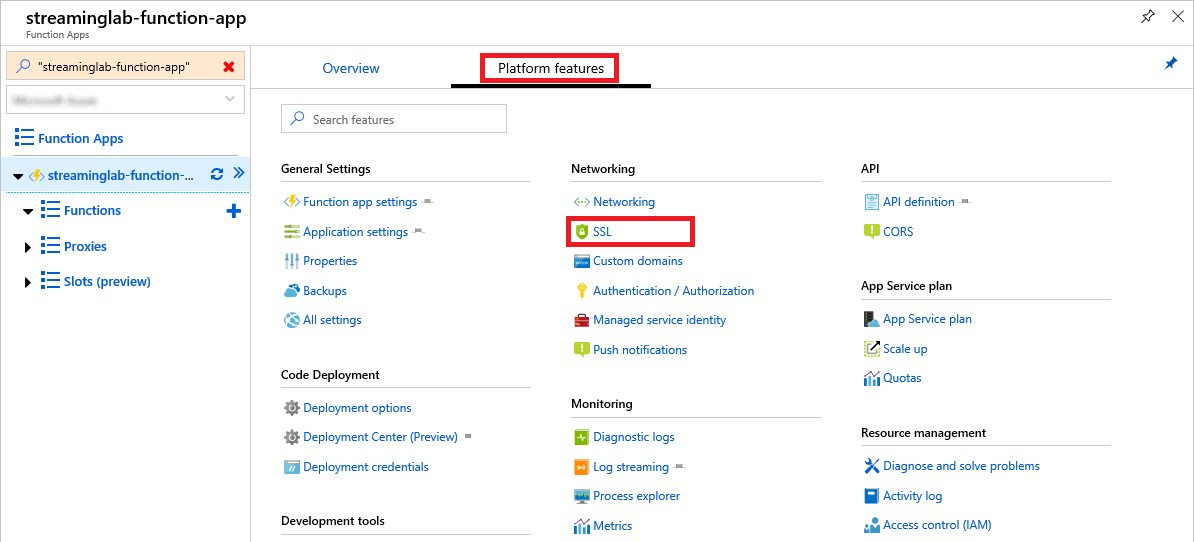 streaminglab-function-app
Function Apps
"streaminglab-function-app"
Function Apps
streaminglab-function-...
Functions
Proxies
Slots (preview)
Overview
Platform features
Search features
General Settings
Function app settings
Application settings
Properties
Backups
All settings
Code Deployment
Deployment options
Deployment Center (Preview)
Deployment credentials
Development tools
Networking
Networking
SSL
Custom domains
Authentication / Authorization
Managed service identity
Push notifications
Monitoring
Diagnostic logs
Log streaming
Process explorer
Metrics
API
API definition
CORS
App Service plan
App Service plan
Scale up
Quotas
Resource management
Diagnose and solve problems
Activity log
Access control (IAM)